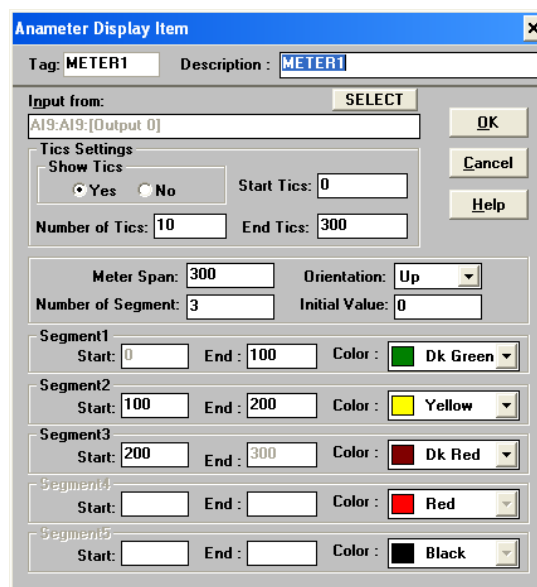 Anameter Display Item
Tag: METER1 Description : METER1
Input from: SELECT
AI9:AI9:[Output 0]
OK
Tics Settings
Show Tics
Yes No
Start Tics: 0
Cancel
Number of Tics: 10 End Tics: 300
Help
Meter Span: 300 Orientation: Up
Number of Segment: 3 Initial Value: 0
Segment1
Start: 0 End : 100 Color : Dk Green
Segment2
Start: 100 End : 200 Color : Yellow
Segment3
Start: 200 End : 300 Color : Dk Red
Segment4
Start: End : Color : Red
Segment5
Start: End : Color : Black